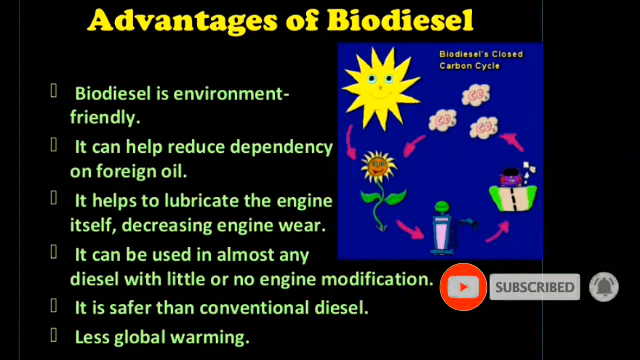 Advantages of Biodiesel
Biodiesel's Closed
Carbon Cycle
Biodiesel is environment-
friendly.
It can help reduce dependency
on foreign oil.
It helps to lubricate the engine
itself, decreasing engine wear.
It can be used in almost any
diesel with little or no engine modification.
It is safer than conventional diesel.
Less global warming.
SUBSCRIBED